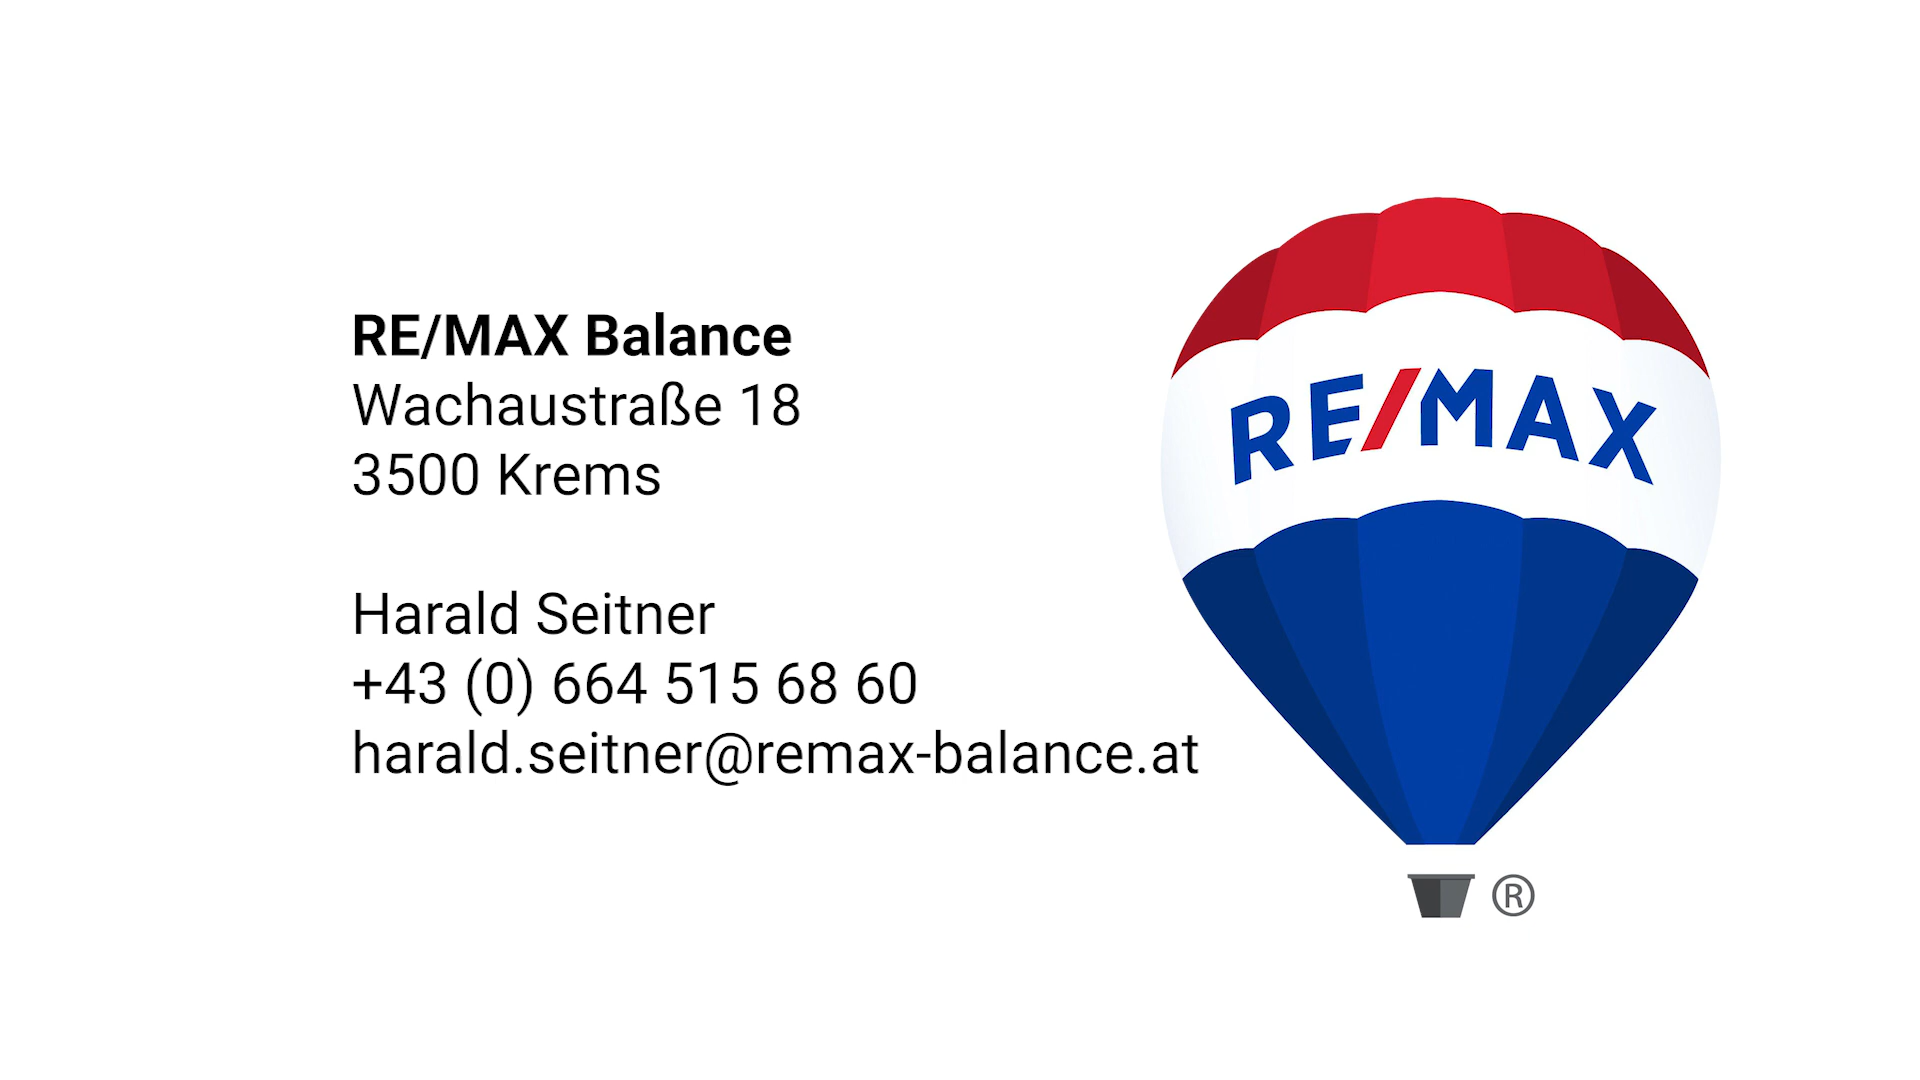 RE/MAX Balance
Wachaustraße 18
3500 Krems
Harald Seitner
+43 (0) 664 515 68 60
harald.seitner@remax-balance.at
RE/MAX
®